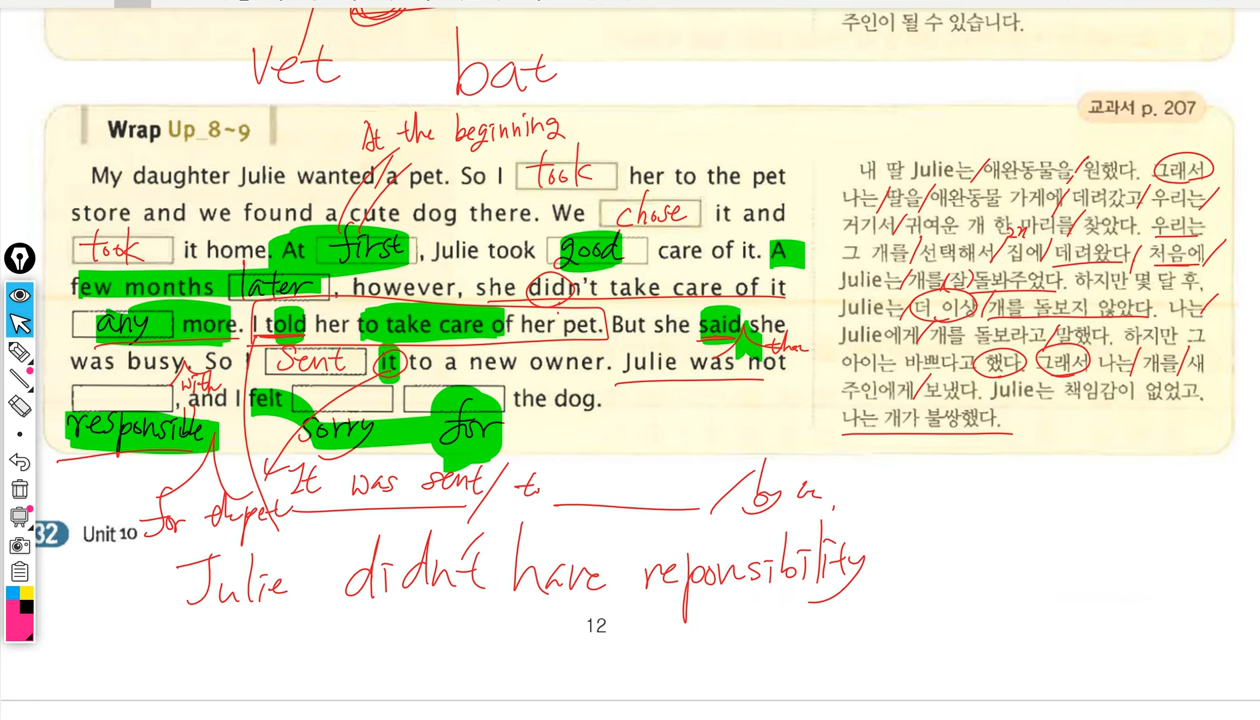 주인이 될 수 있습니다.
vet bat
교과서 p. 207
Wrap Up_8~9
At the beginning
My daughter Julie wanted a pet. So I took her to the pet
store and we found a cute dog there. We chose it and
took it home. At first, Julie took good care of it. A
few months later, however, she didn't take care of it
any more. I told her to take care of her pet. But she said she
that
was busy. So I sent it to a new owner. Julie was not
with
, and I felt the dog.
responsible sorry for
내 딸 Julie는/애완동물을/원했다. 그래서
나는/딸을/애완동물 가게에/데려갔고/우리는/
거기서/귀여운 개 한 마리를/찾았다. 우리는
그 개를/선택해서/집에/데려왔다/처음에/
Julie는/개를(잘)돌봐주었다. 하지만 몇 달 후,
Julie는/더 이상/개를 돌보지 않았다. 나는/
Julie에게/개를 돌보라고/말했다. 하지만 그
아이는 바쁘다고 했다. 그래서 나는/개를/새
주인에게/보냈다. Julie는 책임감이 없었고,
나는 개가 불쌍했다.
It was sent/ to /by
for the pet
32 Unit 10
Julie didn't have reponsibility
12